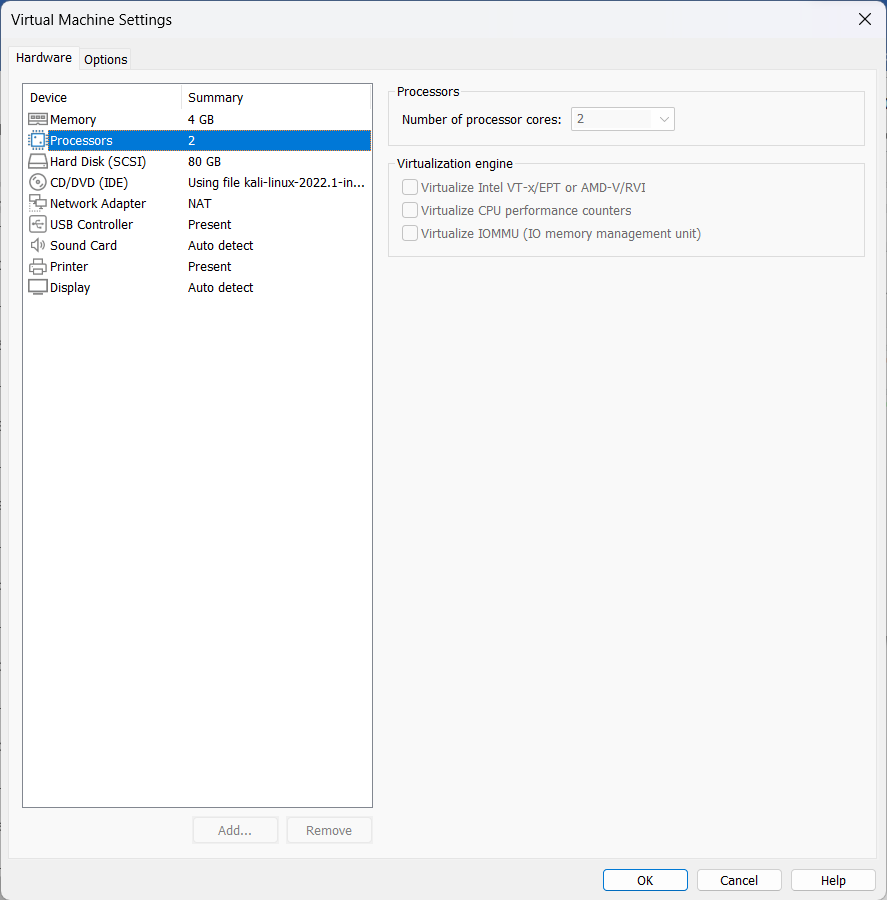 Virtual Machine Settings
Hardware
Options
Device Summary
Memory 4 GB
Processors 2
Hard Disk (SCSI) 80 GB
CD/DVD (IDE) Using file kali-linux-2022.1-in...
Network Adapter NAT
USB Controller Present
Sound Card Auto detect
Printer Present
Display Auto detect
Add...
Remove
Processors
Number of processor cores: 2
Virtualization engine
Virtualize Intel VT-x/EPT or AMD-V/RVI
Virtualize CPU performance counters
Virtualize IOMMU (IO memory management unit)
OK
Cancel
Help